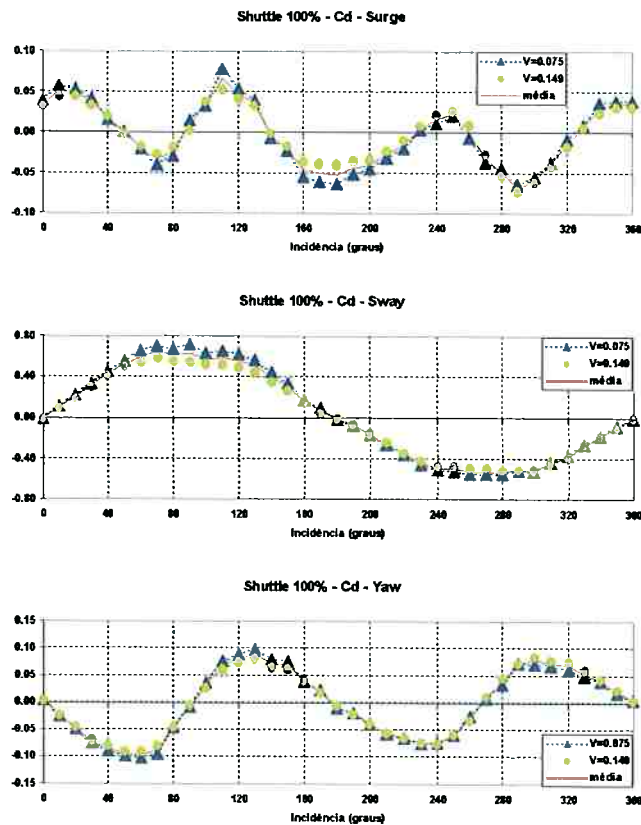 Shuttle 100% - Cd - Surge
0.10
0.05
0.00
-0.05
-0.10
V=0.075
V=0.149
média
0 40 80 120 160 200 240 280 320 360
Incidência (graus)
Shuttle 100% - Cd - Sway
0.80
0.40
0.00
-0.40
-0.80
V=0.075
V=0.149
média
0 40 80 120 160 200 240 280 320 360
Incidência (graus)
Shuttle 100% - Cd - Yaw
0.15
0.10
0.05
0.00
-0.05
-0.10
-0.15
V=0.075
V=0.149
média
0 40 80 120 160 200 240 280 320 360
Incidência (graus)